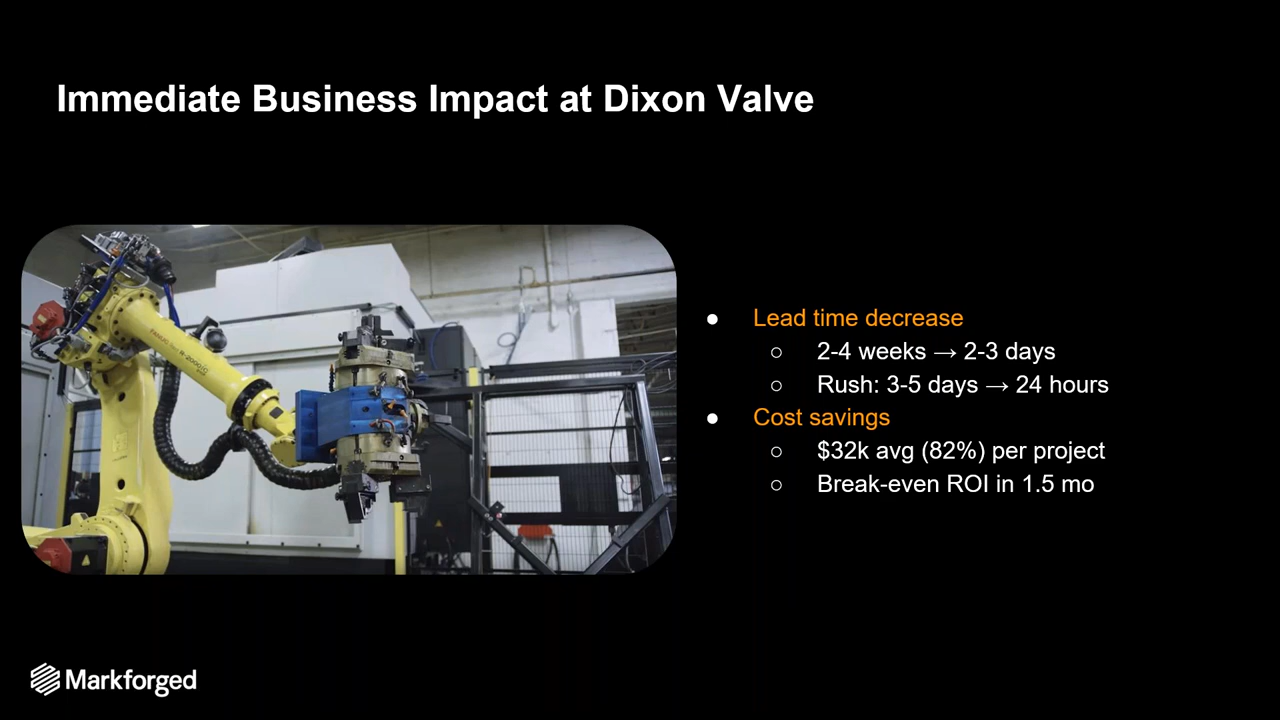 Immediate Business Impact at Dixon Valve
● Lead time decrease
○ 2-4 weeks → 2-3 days
○ Rush: 3-5 days → 24 hours
● Cost savings
○ $32k avg (82%) per project
○ Break-even ROI in 1.5 mo
Markforged